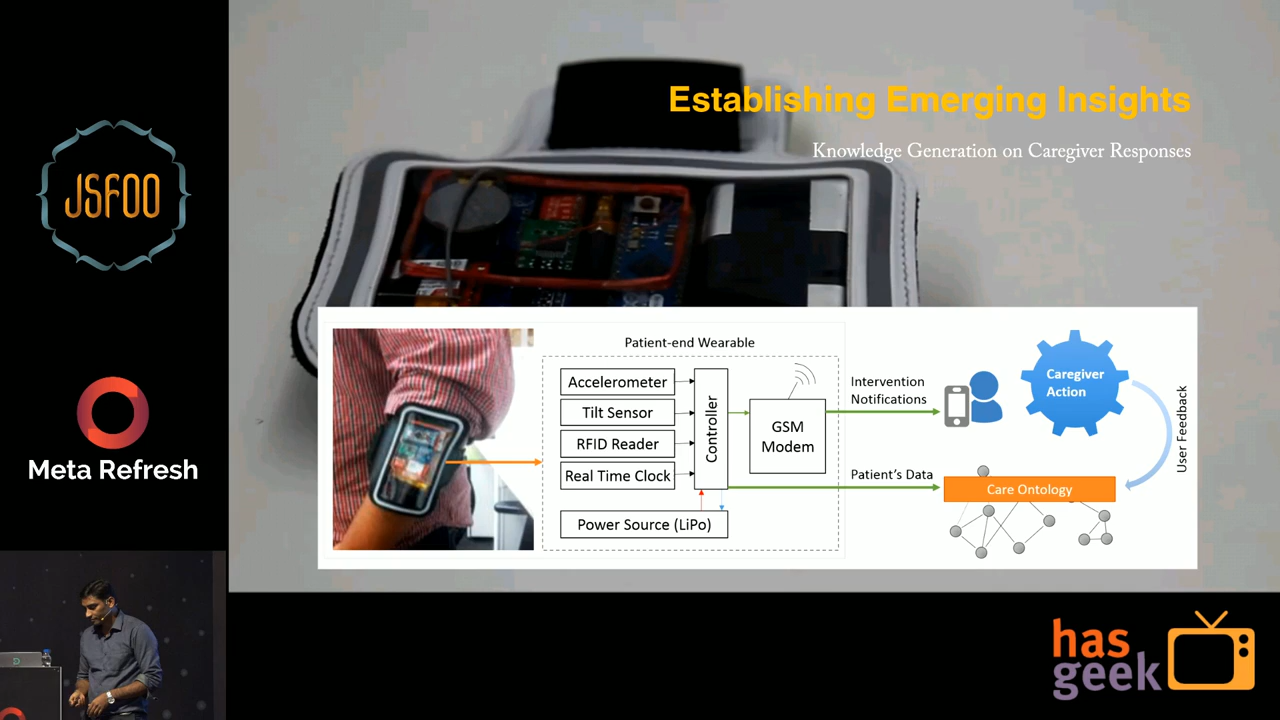 JSFOO
Meta Refresh
Establishing Emerging Insights
Knowledge Generation on Caregiver Responses
Patient-end Wearable
Accelerometer
Tilt Sensor
RFID Reader
Real Time Clock
Controller
Power Source (LiPo)
GSM
Modem
Intervention
Notifications
Patient's Data
Caregiver
Action
User Feedback
Care Ontology
has
geek